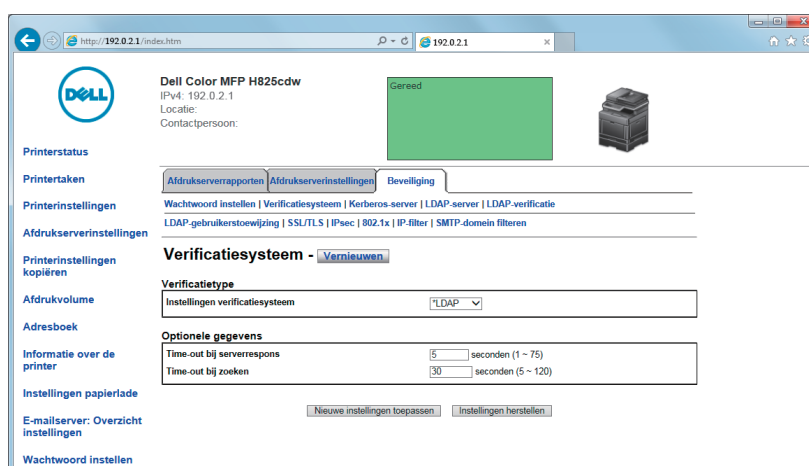 http://192.0.2.1/index.htm
192.0.2.1
DELL
Dell Color MFP H825cdw
IPv4: 192.0.2.1
Locatie:
Contactpersoon:
Gereed
Printerstatus
Printertaken
Printerinstellingen
Afdrukserverinstellingen
Printerinstellingen
kopiëren
Afdrukvolume
Adresboek
Informatie over de
printer
Instellingen papierlade
E-mailserver: Overzicht
instellingen
Wachtwoord instellen
Afdrukserverrapporten Afdrukserverinstellingen Beveiliging
Wachtwoord instellen | Verificatiesysteem | Kerberos-server | LDAP-server | LDAP-verificatie
LDAP-gebruikerstoewijzing | SSL/TLS | IPsec | 802.1x | IP-filter | SMTP-domein filteren
Verificatiesysteem - Vernieuwen
Verificatietype
Instellingen verificatiesysteem *LDAP
Optionele gegevens
Time-out bij serverrespons 5 seconden (1 ~ 75)
Time-out bij zoeken 30 seconden (5 ~ 120)
Nieuwe instellingen toepassen Instellingen herstellen